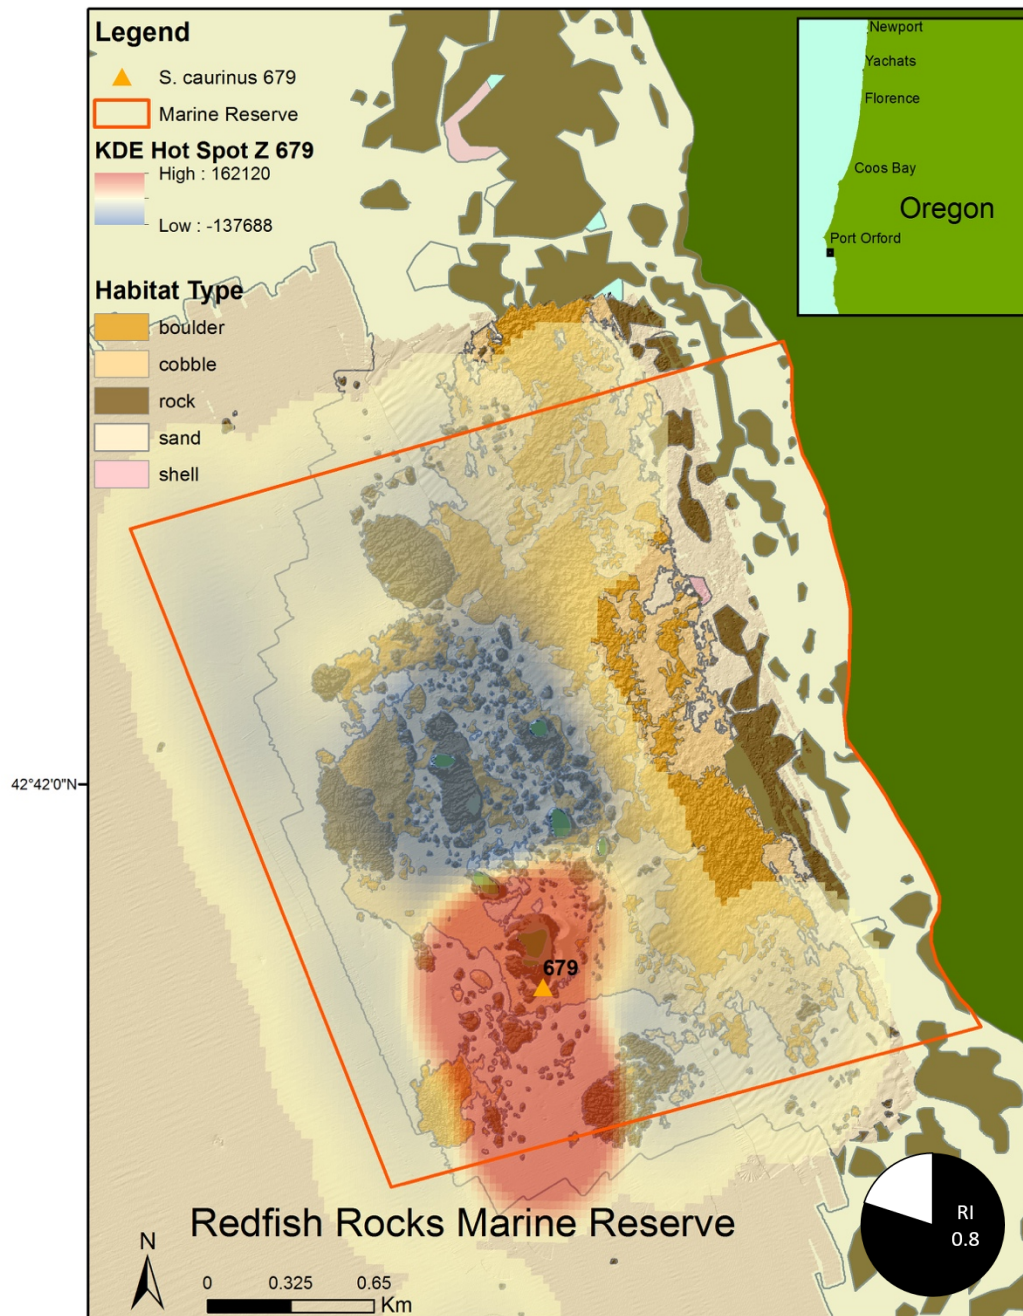 Legend
S. caurinus 679
Marine Reserve
KDE Hot Spot Z 679
High : 162120
Low : -137688
Habitat Type
boulder
cobble
rock
sand
shell
Newport
Yachats
Florence
Coos Bay
Oregon
Port Orford
42°42'0"N
679
Redfish Rocks Marine Reserve
N
0 0.325 0.65
Km
RI
0.8